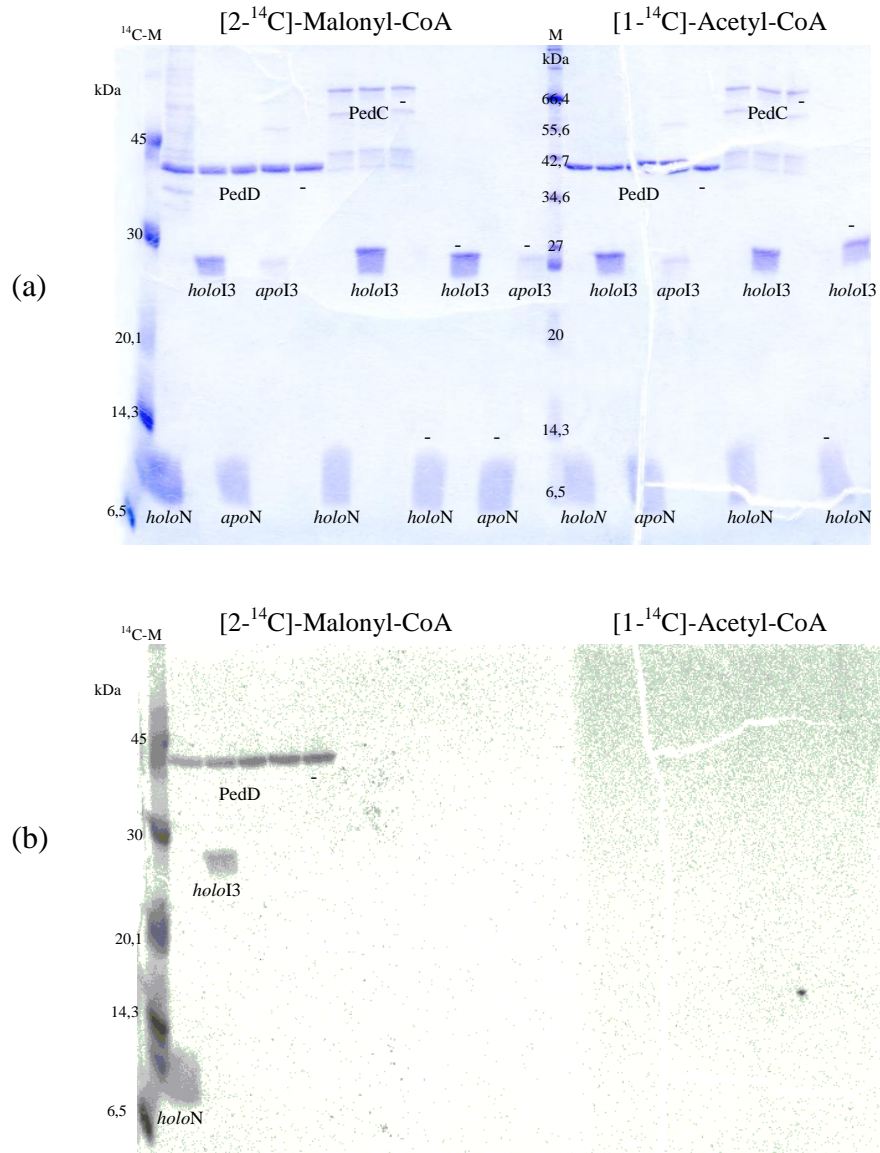 [2-14C]-Malonyl-CoA [1-14C]-Acetyl-CoA
14C-M M
kDa kDa
- 66,4 -
PedC PedC
45 55,6
42,7
PedD - 34,6 PedD -
30 - - 27 -
(a)
holoI3 apoI3 holoI3 holoI3 apoI3 holoI3 apoI3 holoI3 holoI3
20,1 20
14,3 14,3
- - -
6,5
6,5 holoN apoN holoN holoN apoN holoN apoN holoN holoN
[2-14C]-Malonyl-CoA [1-14C]-Acetyl-CoA
14C-M
kDa
45
-
PedD
30
(b)
holoI3
20,1
14,3
6,5 holoN